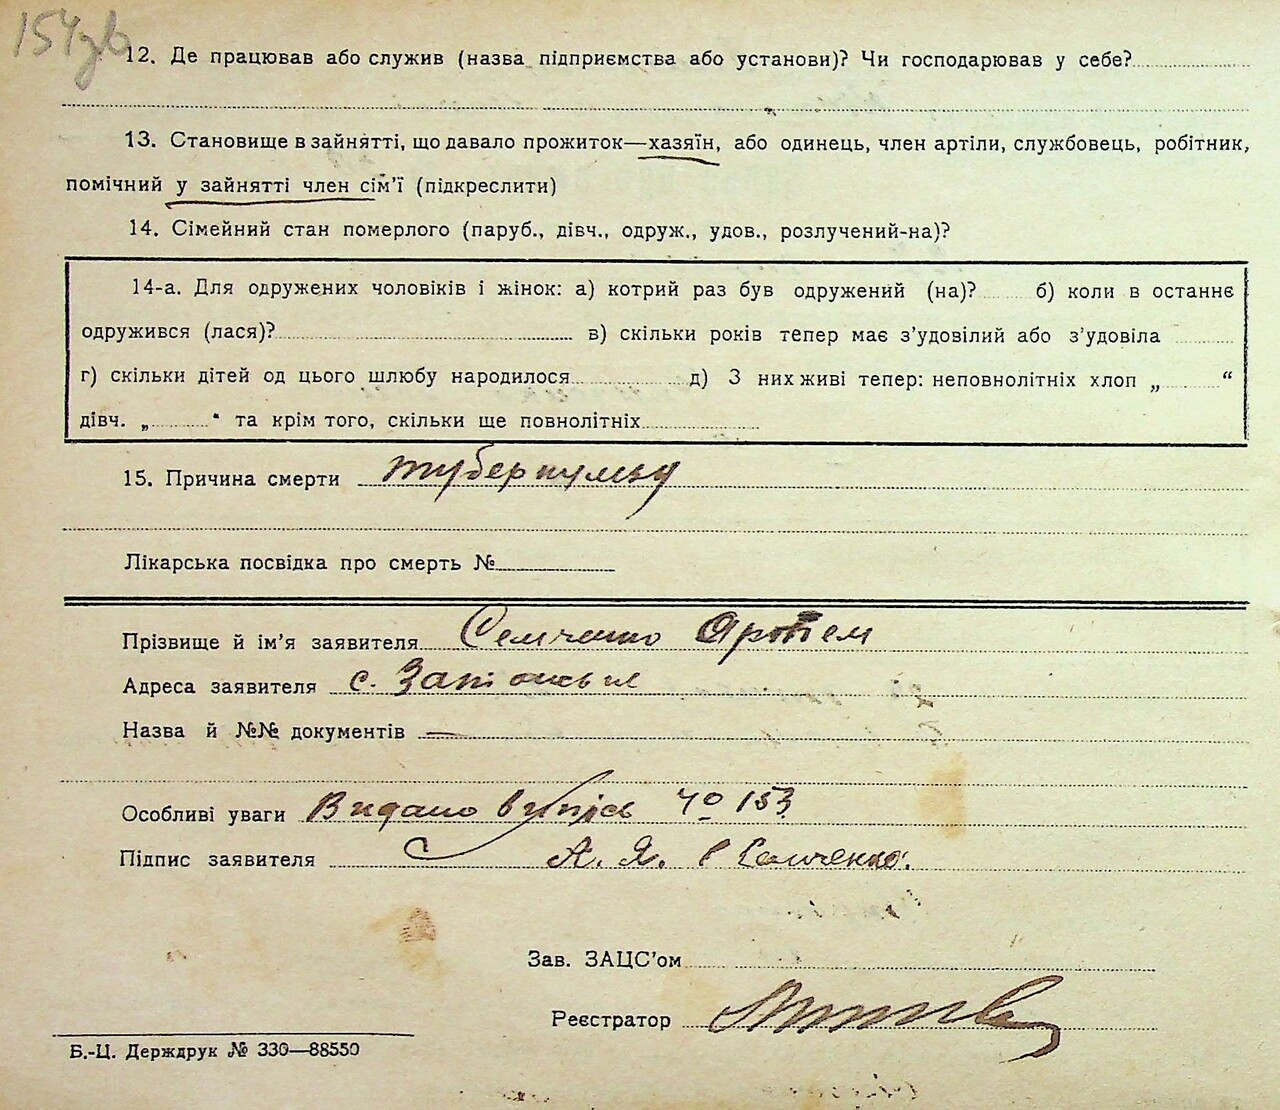 154зв
12. Де працював або служив (назва підприємства або установи)? Чи господарював у себе?
13. Становище в зайнятті, що давало прожиток—хазяїн, або одинець, член артілі, службовець, робітник,
помічний у зайнятті член сім'ї (підкреслити)
14. Сімейний стан померлого (паруб., дівч., одруж., удов., розлучений-на)?
14-а. Для одружених чоловіків і жінок: а) котрий раз був одружений (на)? б) коли в останнє
одружився (лася)? в) скільки років тепер має з'удовілий або з'удовіла
г) скільки дітей од цього шлюбу народилося д) З них живі тепер: неповнолітніх хлоп „ “
дівч. „ “ та крім того, скільки ще повнолітніх
15. Причина смерти туберкульоз
Лікарська посвідка про смерть №
Прізвище й ім'я заявителя Семченко Артем
Адреса заявителя с.
Назва й №№ документів —
Особливі уваги Видано випись 153
Підпис заявителя А. Я. Семченко.
Зав. ЗАЦС'ом
Реєстратор
Б.-Ц. Держдрук № 330—88550